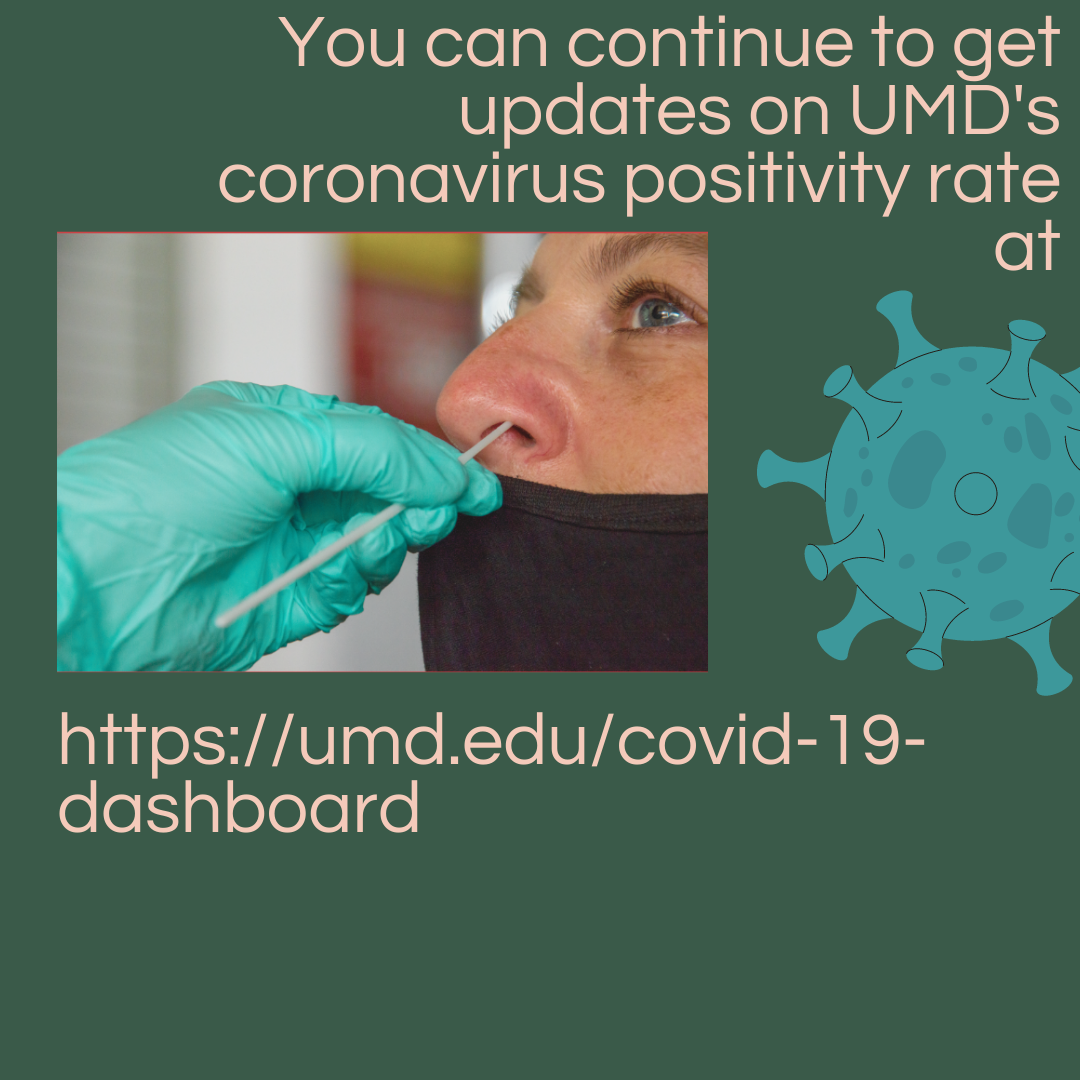 You can continue to get
updates on UMD's
coronavirus positivity rate
at
https://umd.edu/covid-19-
dashboard